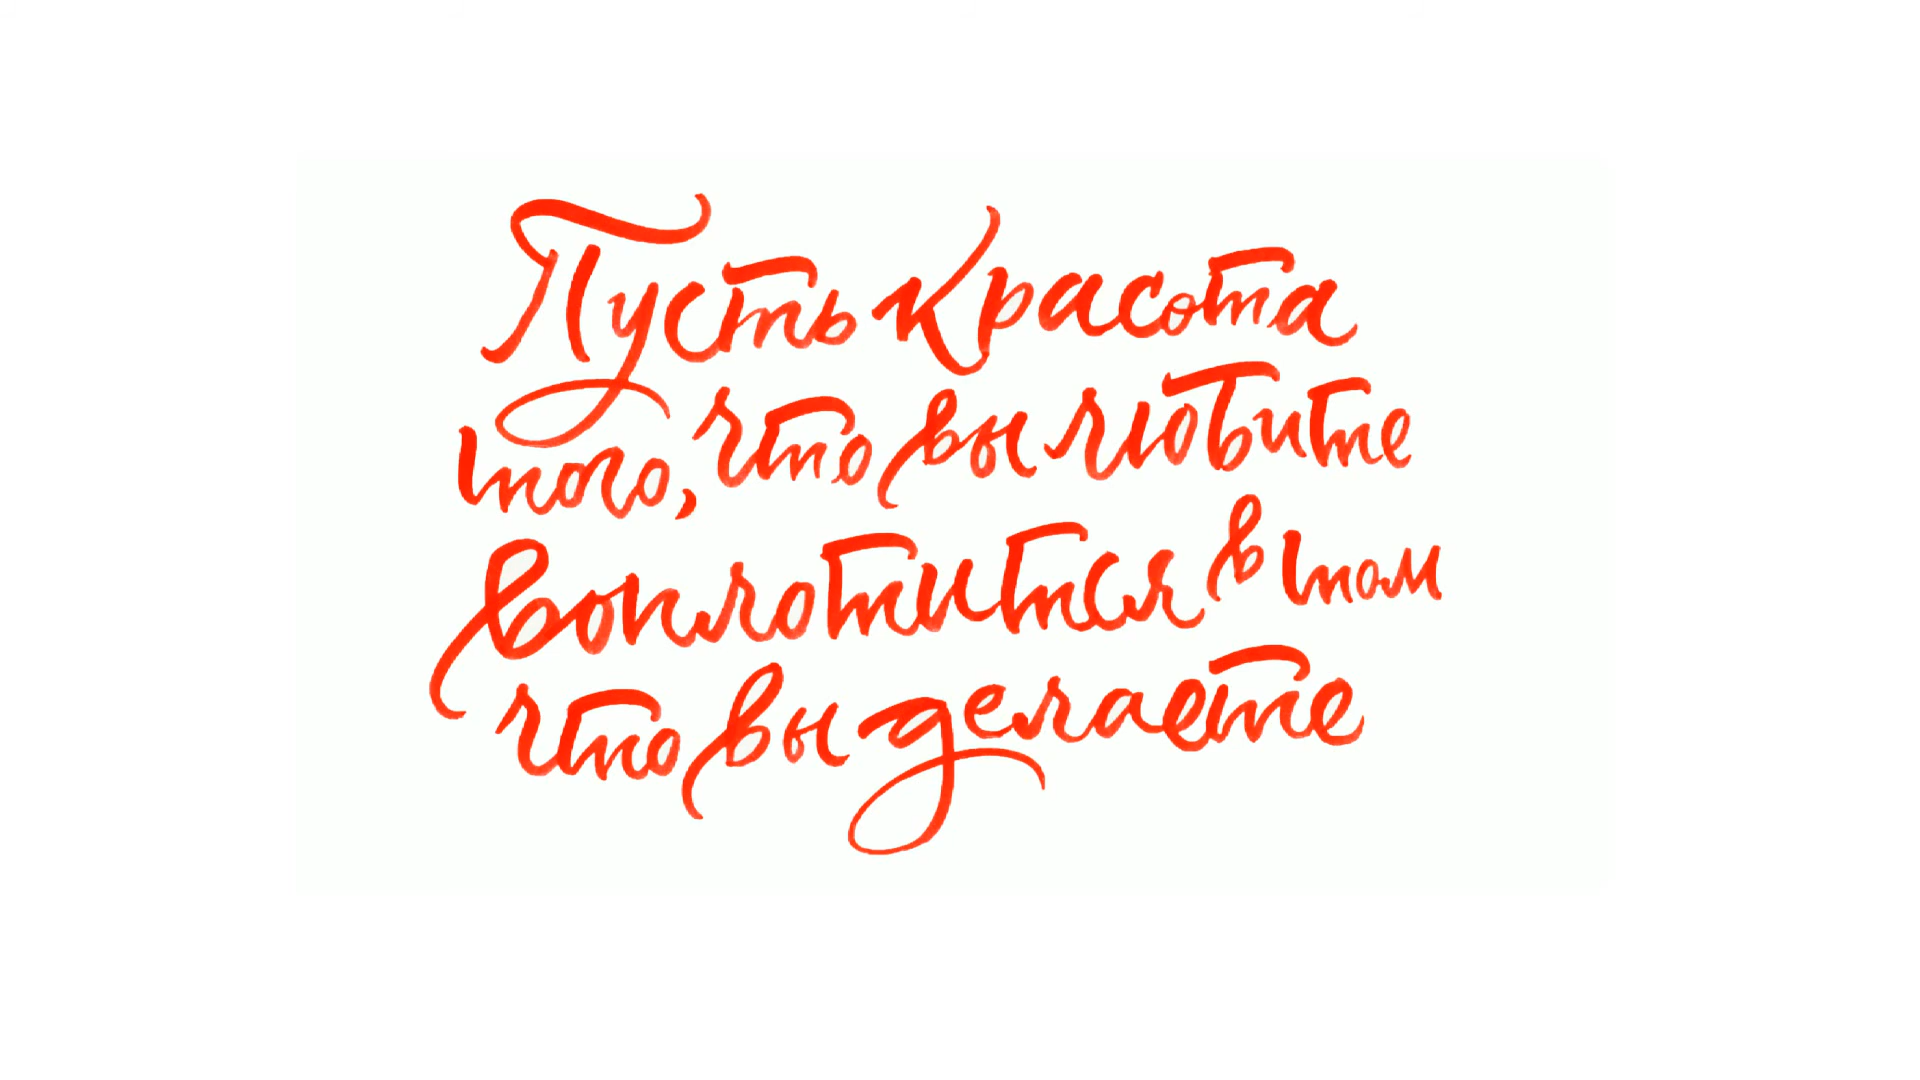 Пусть красота
того, что вы любите
воплотится в том
что вы делаете